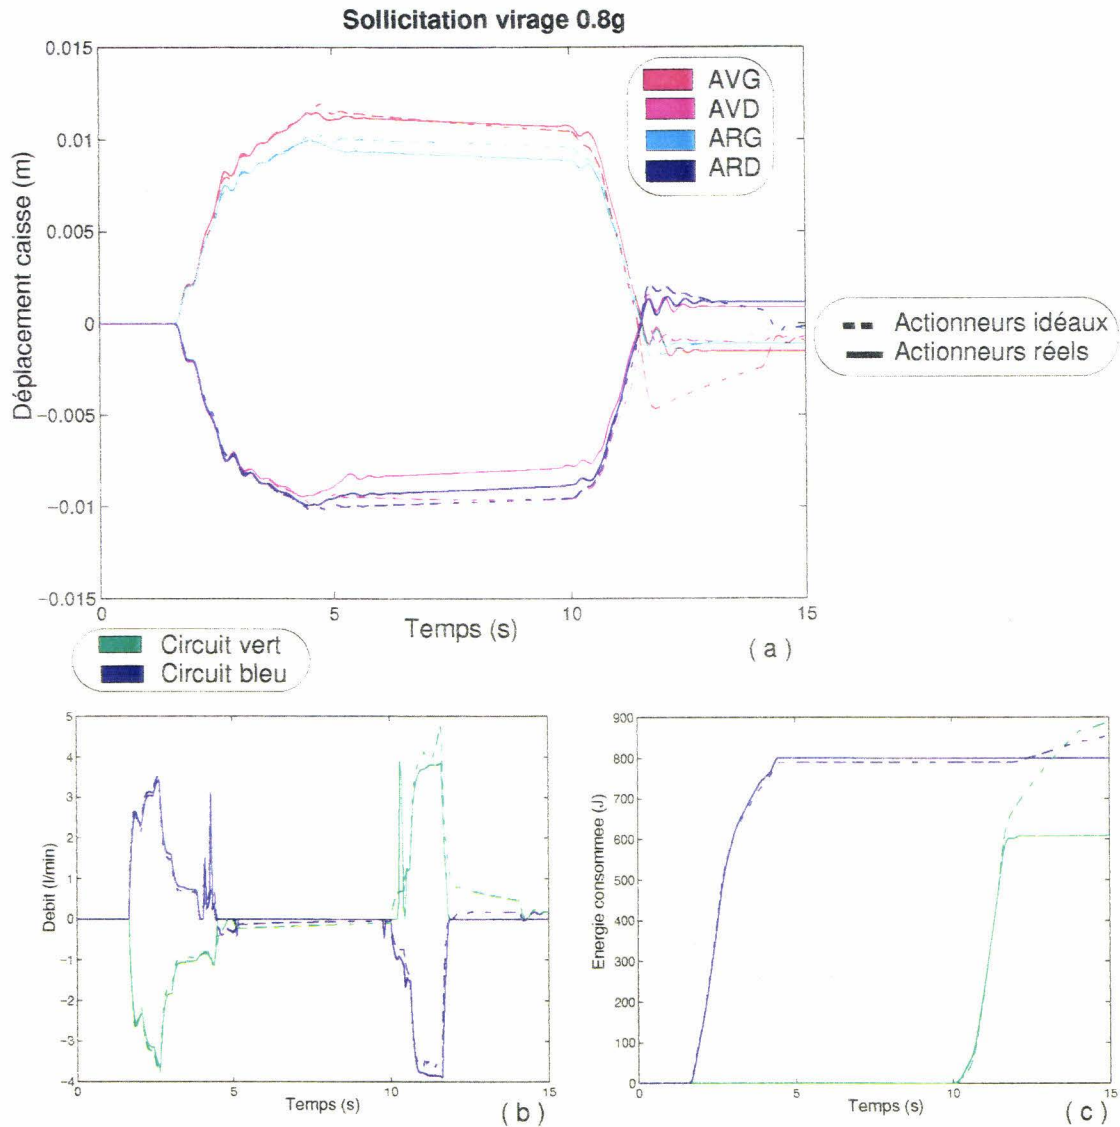 Sollicitation virage 0.8g
0.015
0.01
0.005
0
−0.005
−0.01
−0.015
Déplacement caisse (m)
AVG
AVD
ARG
ARD
Actionneurs idéaux
Actionneurs réels
0
5
10
15
Temps (s)
( a )
Circuit vert
Circuit bleu
5
4
3
2
1
0
−1
−2
−3
−4
Debit (l/min)
0
5
10
15
Temps (s)
( b )
900
800
700
600
500
400
300
200
100
0
Energie consommee (J)
0
5
10
15
Temps (s)
( c )